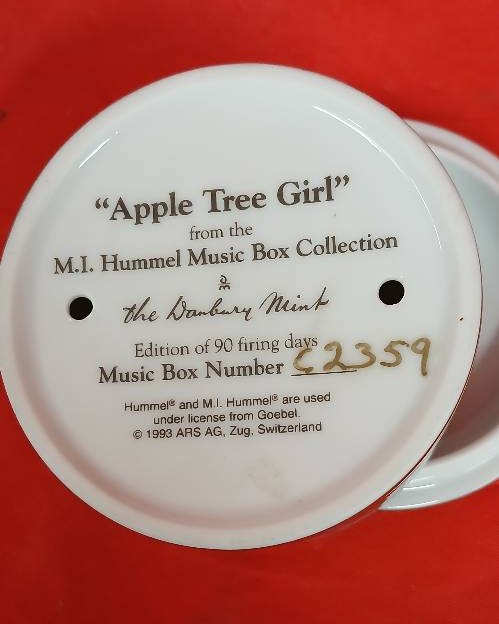 “Apple Tree Girl”
from the
M.I. Hummel Music Box Collection
the Danbury Mint
Edition of 90 firing days
Music Box Number C2359
Hummel® and M.I. Hummel® are used
under license from Goebel.
© 1993 ARS AG, Zug, Switzerland